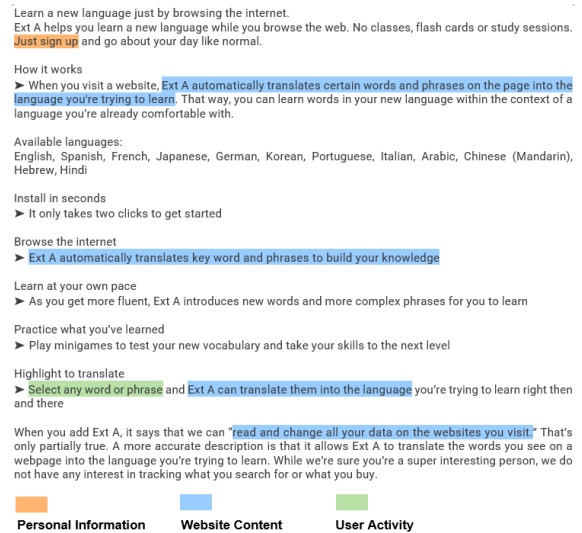 Learn a new language just by browsing the internet.
Ext A helps you learn a new language while you browse the web. No classes, flash cards or study sessions.
Just sign up and go about your day like normal.
How it works
➤ When you visit a website, Ext A automatically translates certain words and phrases on the page into the
language you're trying to learn. That way, you can learn words in your new language within the context of a
language you're already comfortable with.
Available languages:
English, Spanish, French, Japanese, German, Korean, Portuguese, Italian, Arabic, Chinese (Mandarin),
Hebrew, Hindi
Install in seconds
➤ It only takes two clicks to get started
Browse the internet
➤ Ext A automatically translates key word and phrases to build your knowledge
Learn at your own pace
➤ As you get more fluent, Ext A introduces new words and more complex phrases for you to learn
Practice what you've learned
➤ Play minigames to test your new vocabulary and take your skills to the next level
Highlight to translate
➤ Select any word or phrase and Ext A can translate them into the language you're trying to learn right then
and there
When you add Ext A, it says that we can "read and change all your data on the websites you visit." That's
only partially true. A more accurate description is that it allows Ext A to translate the words you see on a
webpage into the language you're trying to learn. While we're sure you're a super interesting person, we do
not have any interest in tracking what you search for or what you buy.
Personal Information Website Content User Activity